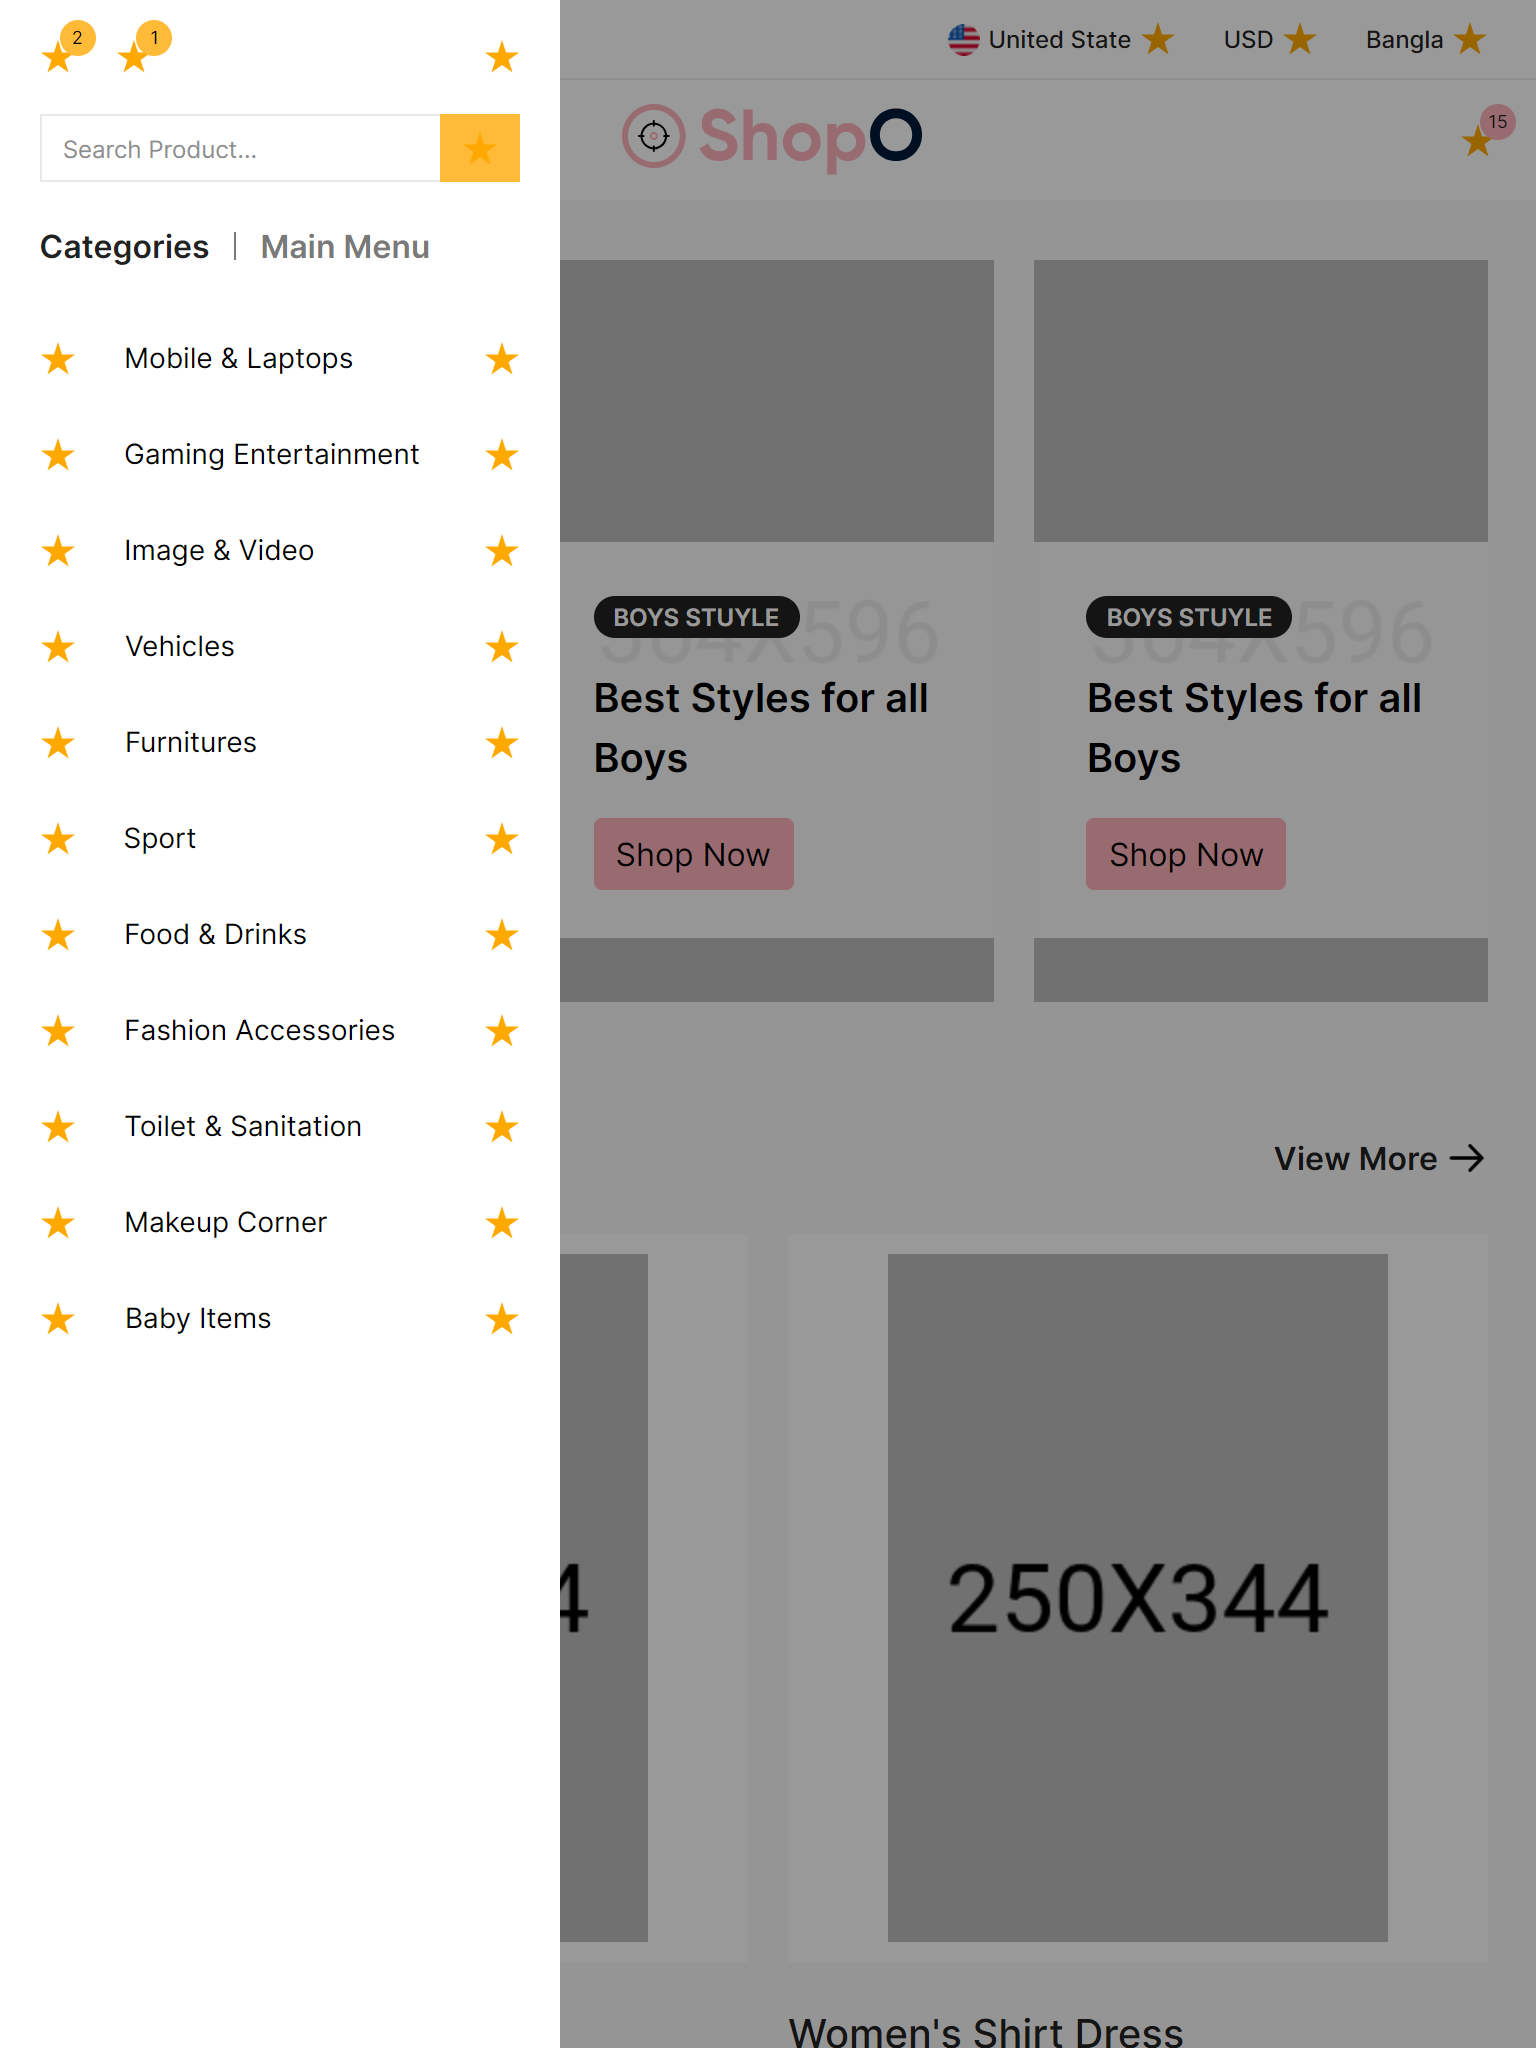 2
1
Search Product...
Categories
Main Menu
Mobile & Laptops
Gaming Entertainment
Image & Video
Vehicles
Furnitures
Sport
Food & Drinks
Fashion Accessories
Toilet & Sanitation
Makeup Corner
Baby Items
United State
USD
Bangla
ShopO
15
BOYS STUYLE
Best Styles for all
Boys
Shop Now
BOYS STUYLE
Best Styles for all
Boys
Shop Now
View More
4
250X344
Women's Shirt Dress